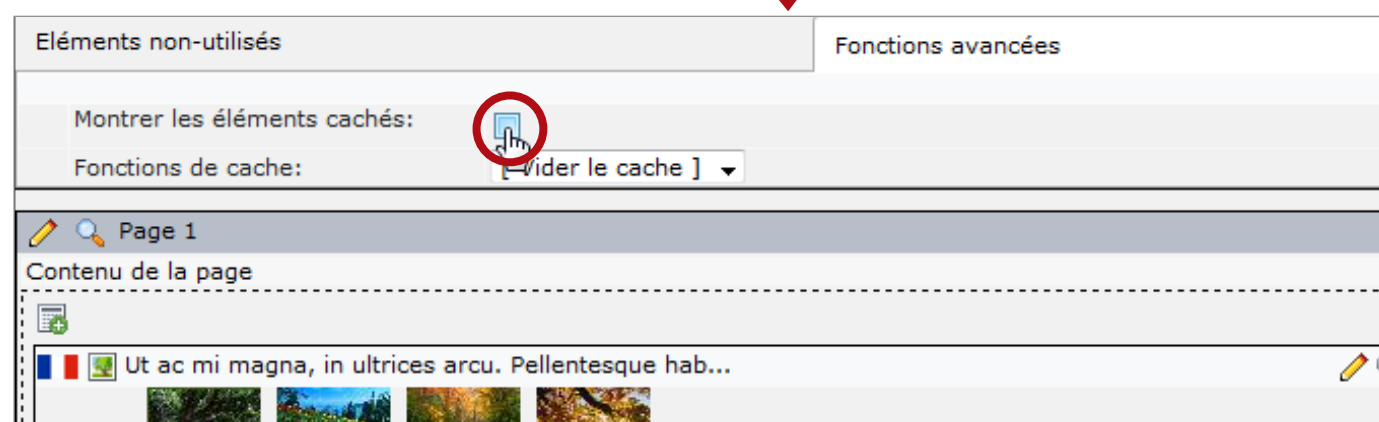 Eléments non-utilisés
Fonctions avancées
Montrer les éléments cachés:
Fonctions de cache:
[ Vider le cache ]
Page 1
Contenu de la page
Ut ac mi magna, in ultrices arcu. Pellentesque hab...